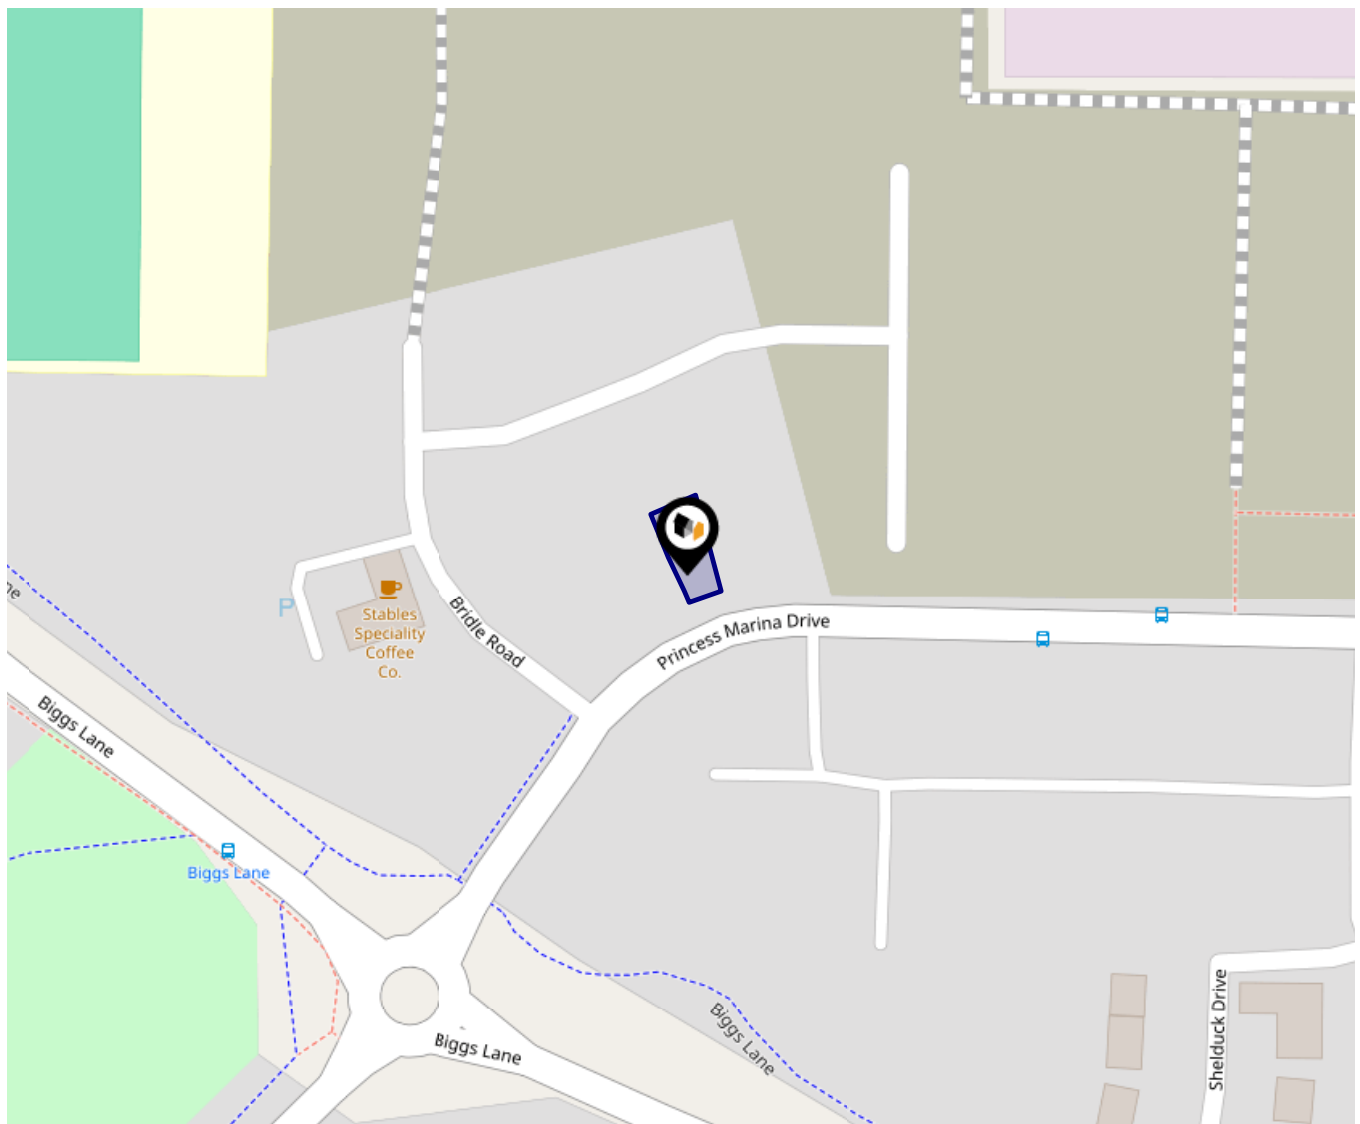 ne
P
Stables
Speciality
Coffee
Co.
Bridle Road
Princess Marina Drive
Biggs Lane
Biggs Lane
Biggs Lane
Biggs Lane
Shelduck Drive